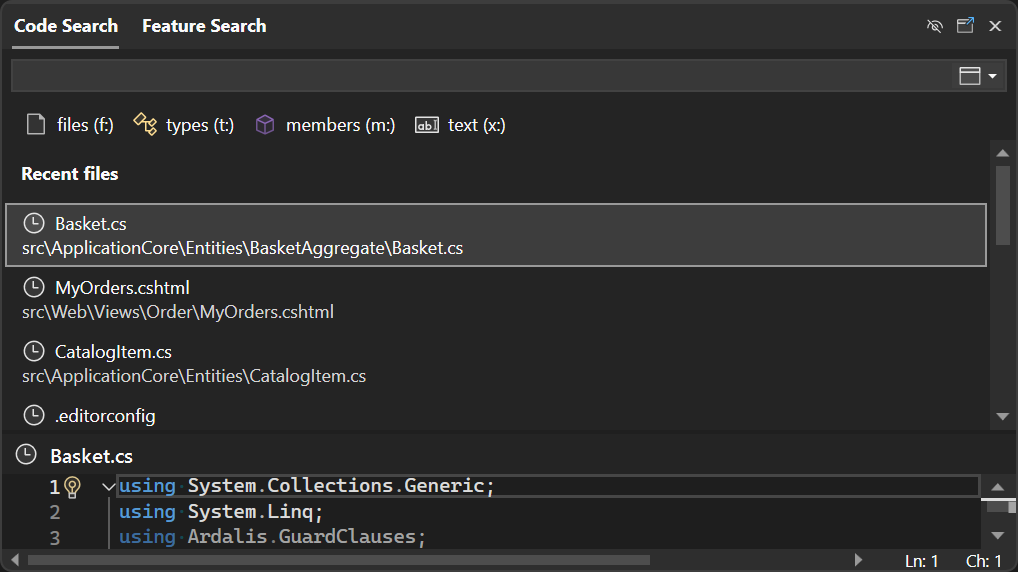 Code Search Feature Search
files (f:) types (t:) members (m:) ab text (x:)
Recent files
Basket.cs
src\ApplicationCore\Entities\BasketAggregate\Basket.cs
MyOrders.cshtml
src\Web\Views\Order\MyOrders.cshtml
CatalogItem.cs
src\ApplicationCore\Entities\CatalogItem.cs
.editorconfig
Basket.cs
1 using System.Collections.Generic;
2 using System.Linq;
3 using Ardalis.GuardClauses;
Ln: 1 Ch: 1